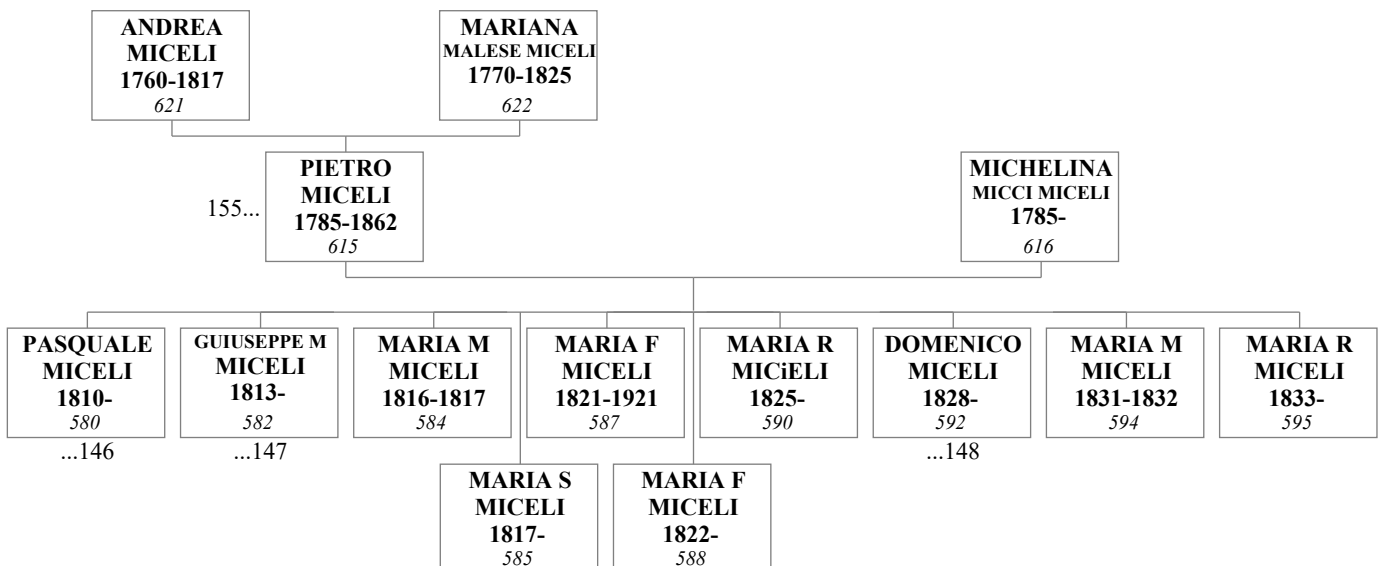 ANDREA
MICELI
1760-1817
621
MARIANA
MALESE MICELI
1770-1825
622
155...
PIETRO
MICELI
1785-1862
615
MICHELINA
MICCI MICELI
1785-
616
PASQUALE
MICELI
1810-
580
...146
GUIUSEPPE M
MICELI
1813-
582
...147
MARIA M
MICELI
1816-1817
584
MARIA F
MICELI
1821-1921
587
MARIA R
MICiELI
1825-
590
DOMENICO
MICELI
1828-
592
...148
MARIA M
MICELI
1831-1832
594
MARIA R
MICELI
1833-
595
MARIA S
MICELI
1817-
585
MARIA F
MICELI
1822-
588